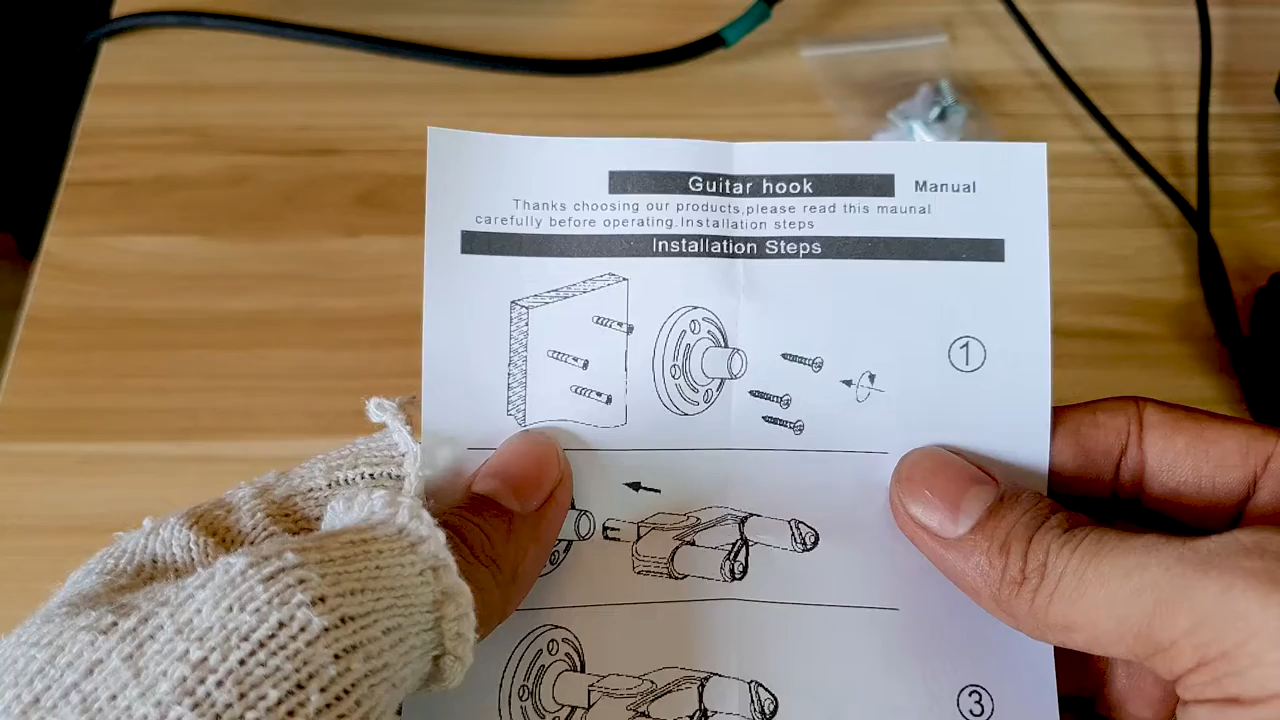 Guitar hook Manual
Thanks choosing our products,please read this maunal
carefully before operating.Installation steps
Installation Steps
①
③